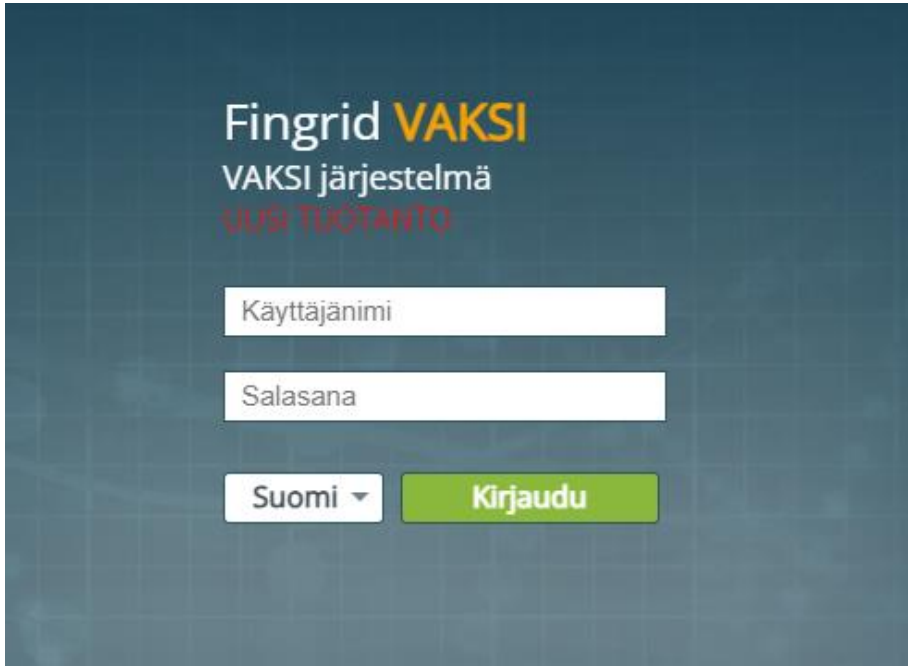 Fingrid VAKSI
VAKSI järjestelmä
UUSI TUOTANTO
Käyttäjänimi
Salasana
Suomi
Kirjaudu